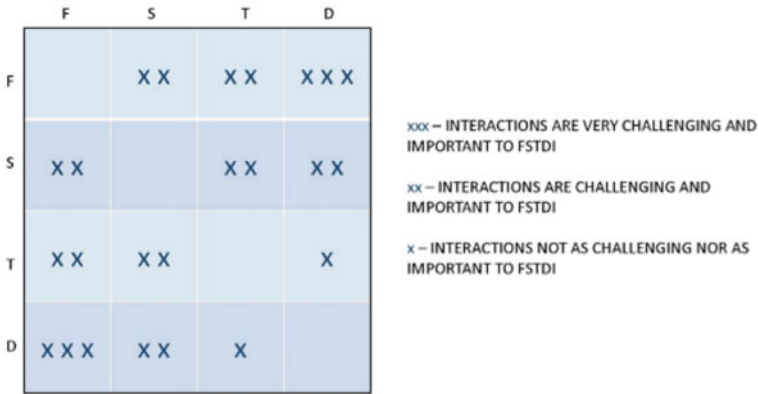 F S T D
F X X X X X X X
S X X X X X X
T X X X X X
D X X X X X X
xxx – INTERACTIONS ARE VERY CHALLENGING AND
IMPORTANT TO FSTDI
xx – INTERACTIONS ARE CHALLENGING AND
IMPORTANT TO FSTDI
x – INTERACTIONS NOT AS CHALLENGING NOR AS
IMPORTANT TO FSTDI